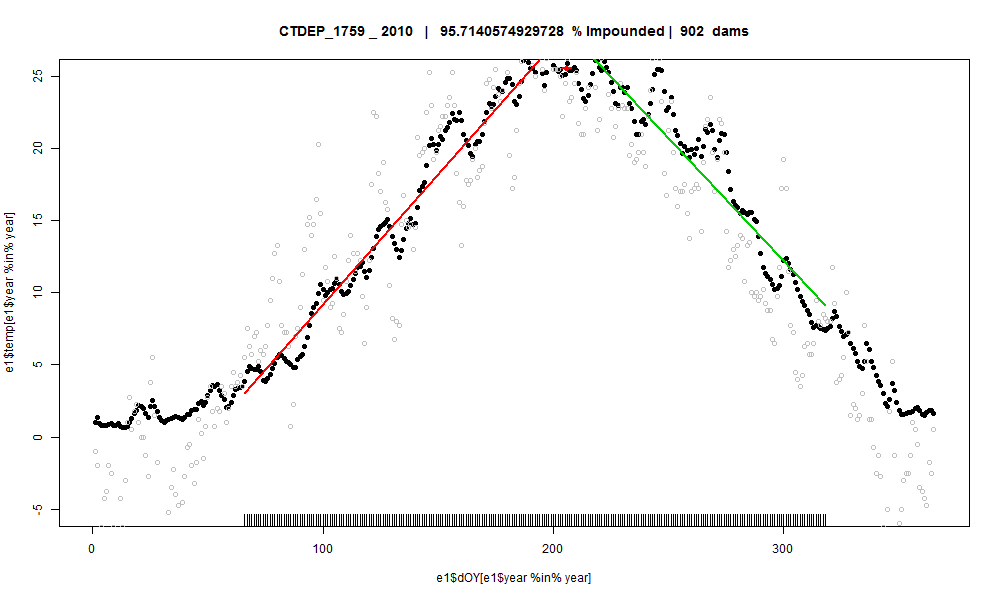 CTDEP_1759 _ 2010 | 95.7140574929728 % Impounded | 902 dams
25
20
15
10
5
0
-5
e1$temp[e1$year %in% year]
0 100 200 300
e1$dOY[e1$year %in% year]